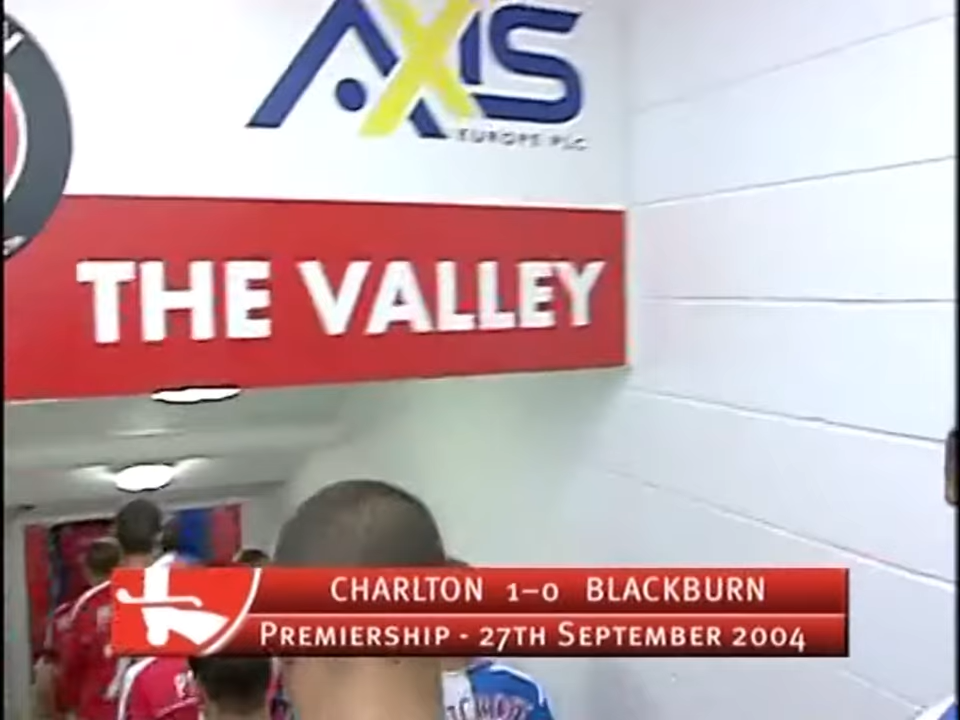 AXIS
EUROPE PLC
THE VALLEY
CHARLTON 1–0 BLACKBURN
PREMIERSHIP - 27TH SEPTEMBER 2004